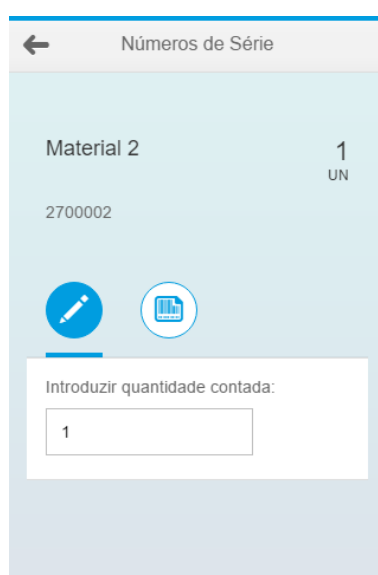 Números de Série
Material 2
1
UN
2700002
Introduzir quantidade contada:
1